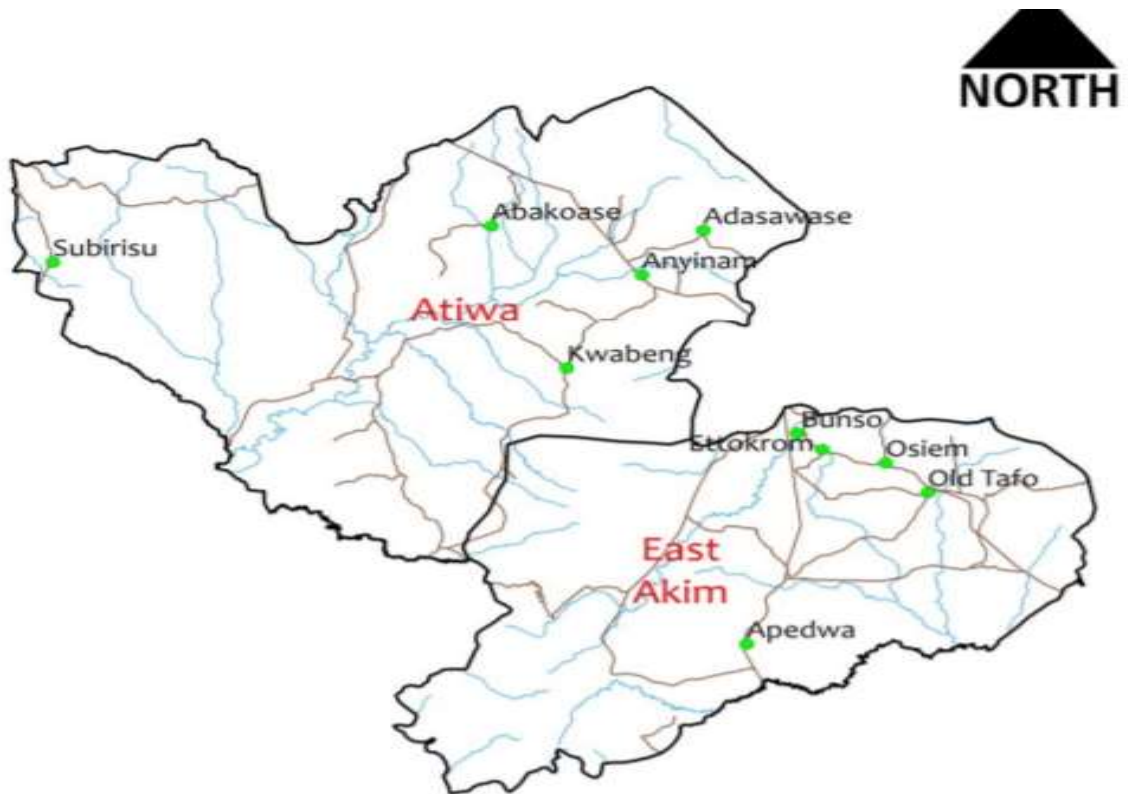 NORTH
Abakoase
Adasawase
Subirisu
Anyinam
Atiwa
Kwabeng
Bunso
Ettokrom
Osiem
Old Tafo
East
Akim
Apedwa